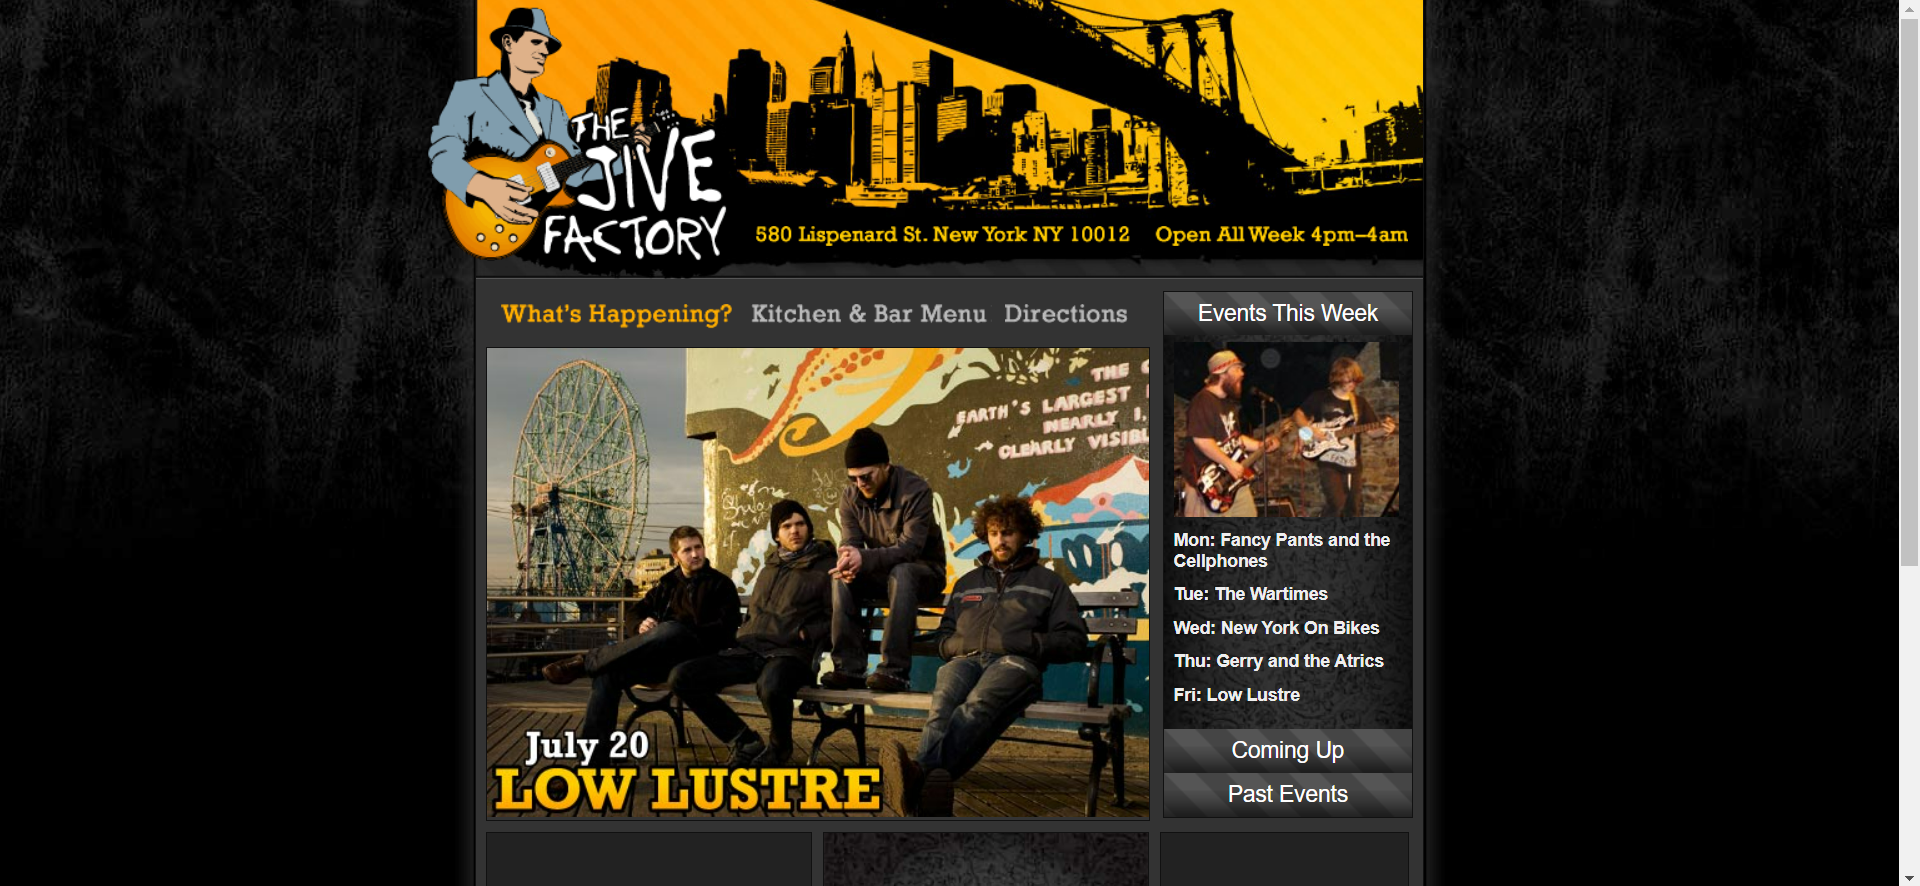 THE
JIVE
FACTORY
580 Lispenard St. New York NY 10012 Open All Week 4pm–4am
What's Happening? Kitchen & Bar Menu Directions
Events This Week
THE
EARTH'S LARGEST
NEARLY 1,
CLEARLY VISIBL
July 20
LOW LUSTRE
Mon: Fancy Pants and the
Cellphones
Tue: The Wartimes
Wed: New York On Bikes
Thu: Gerry and the Atrics
Fri: Low Lustre
Coming Up
Past Events